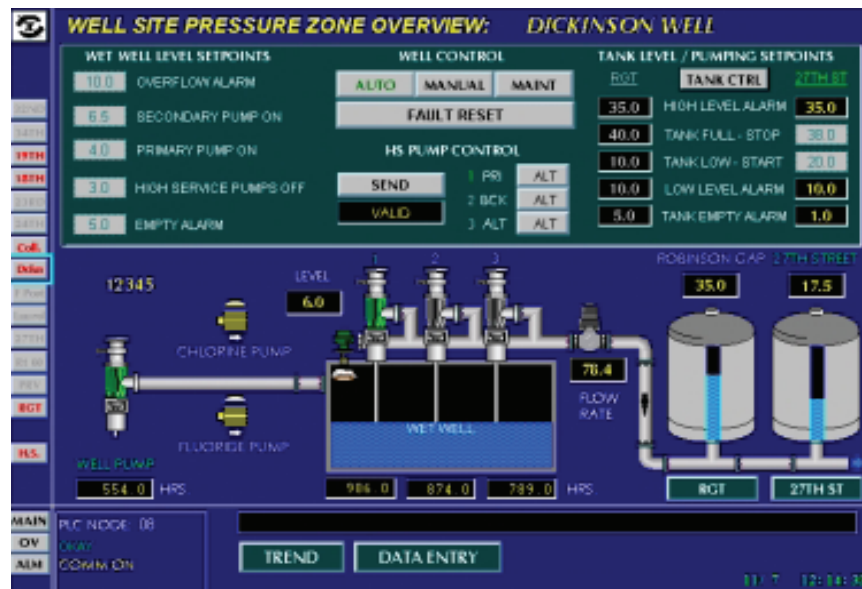 WELL SITE PRESSURE ZONE OVERVIEW: DICKINSON WELL
WET WELL LEVEL SETPOINTS
10.0 OVERFLOW ALARM
6.5 SECONDARY PUMP ON
4.0 PRIMARY PUMP ON
3.0 HIGH SERVICE PUMPS OFF
5.0 EMPTY ALARM
WELL CONTROL
AUTO MANUAL MAINT
FAULT RESET
HS PUMP CONTROL
SEND
VALID
1 PRI ALT
2 BCK ALT
3 ALT ALT
TANK LEVEL / PUMPING SETPOINTS
RGT TANK CTRL 27TH ST
35.0 HIGH LEVEL ALARM 35.0
40.0 TANK FULL - STOP 38.0
10.0 TANK LOW - START 20.0
10.0 LOW LEVEL ALARM 10.0
5.0 TANK EMPTY ALARM 1.0
19TH
18TH
Coll.
27TH
RGT
H.S.
12345
LEVEL
6.0
1 2 3
ROBINSON GAP 27TH STREET
35.0 17.5
CHLORINE PUMP
FLUORIDE PUMP
78.4
FLOW
RATE
WET WELL
WELL PUMP
554.0 HRS
906.0 874.0 789.0 HRS
RGT 27TH ST
MAIN
OV
ALM
PLC NODE: 08
OKAY
COMM ON
TREND DATA ENTRY
11/ 7